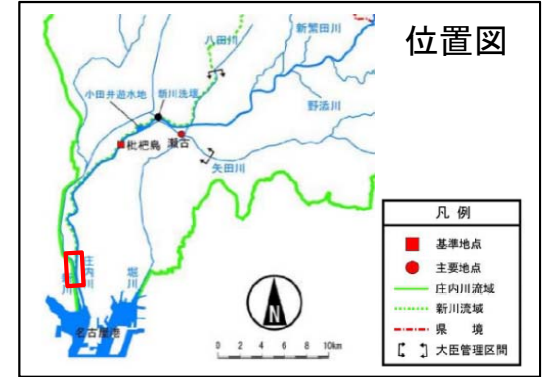 位置図
八田川
新繁田川
小田井遊水地
新川洗堰
野添川
枇杷島
瀬古
矢田川
庄内川
新川
堀川
名古屋港
N
0 2 4 6 8 10km
凡例
基準地点
主要地点
庄内川流域
新川流域
県 境
大臣管理区間